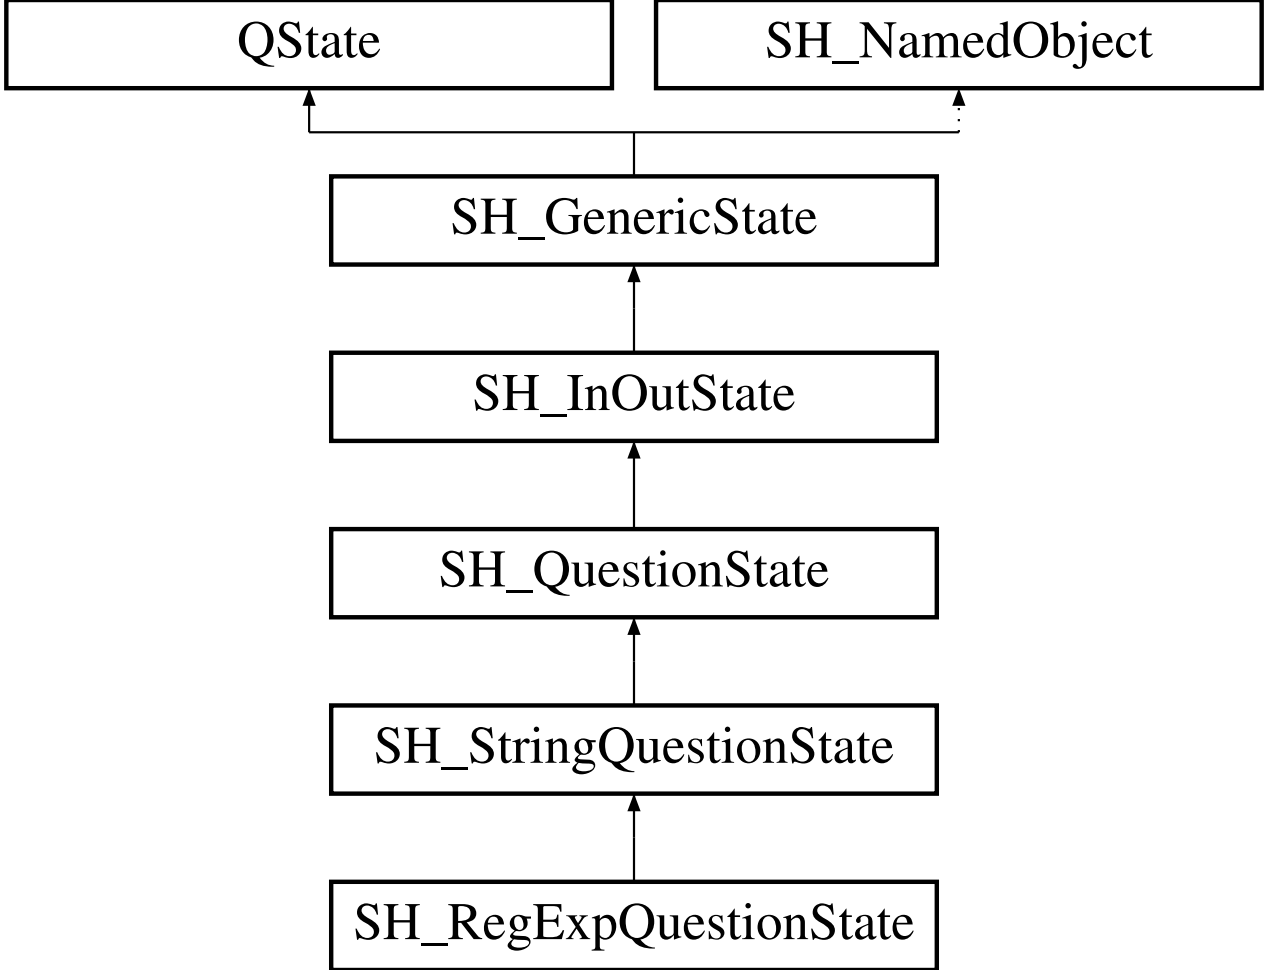 QState
SH_NamedObject
SH_GenericState
SH_InOutState
SH_QuestionState
SH_StringQuestionState
SH_RegExpQuestionState